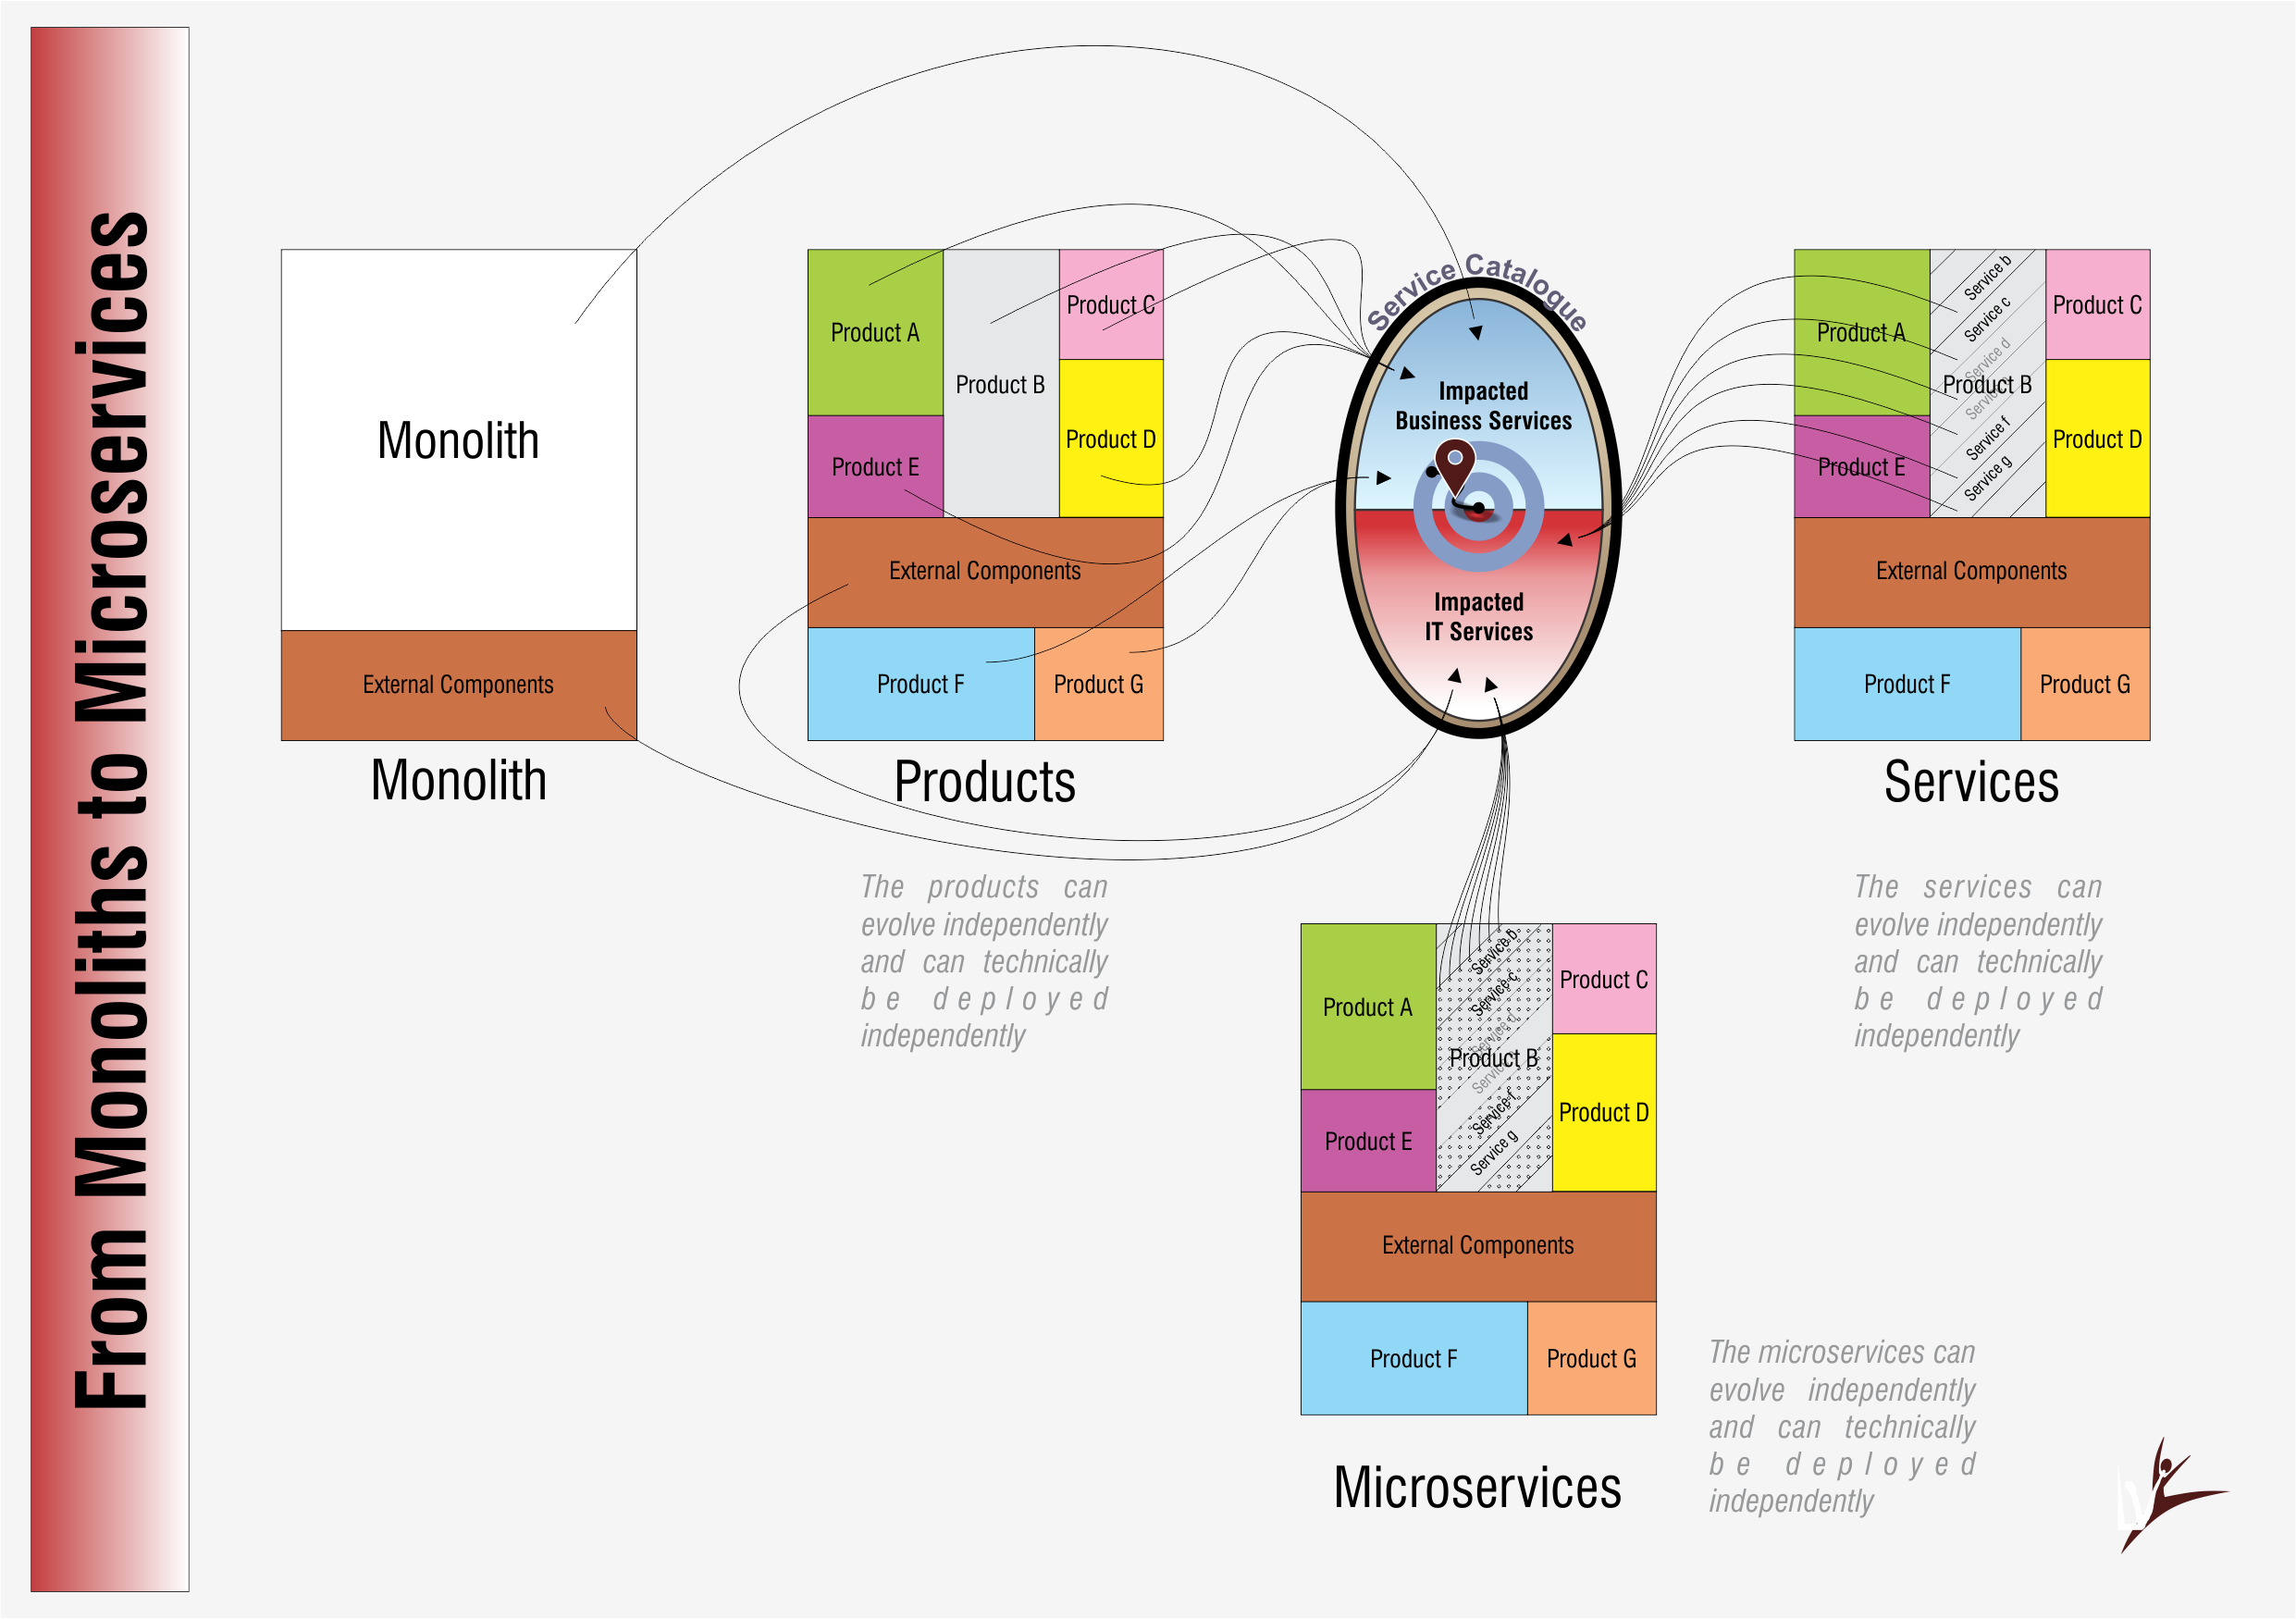 From Monoliths to Microservices
Monolith
External Components
Monolith
Product A
Product B
Product C
Product D
Product E
External Components
Product F
Product G
Products
The products can
evolve independently
and can technically
be deployed
independently
Service Catalogue
Impacted
Business Services
Impacted
IT Services
Product A
Service b
Service c
Service d
Product B
Service f
Service g
Product C
Product D
Product E
External Components
Product F
Product G
Services
The services can
evolve independently
and can technically
be deployed
independently
Product A
Service b
Service c
Service d
Product B
Service f
Service g
Product C
Product D
Product E
External Components
Product F
Product G
Microservices
The microservices can
evolve independently
and can technically
be deployed
independently